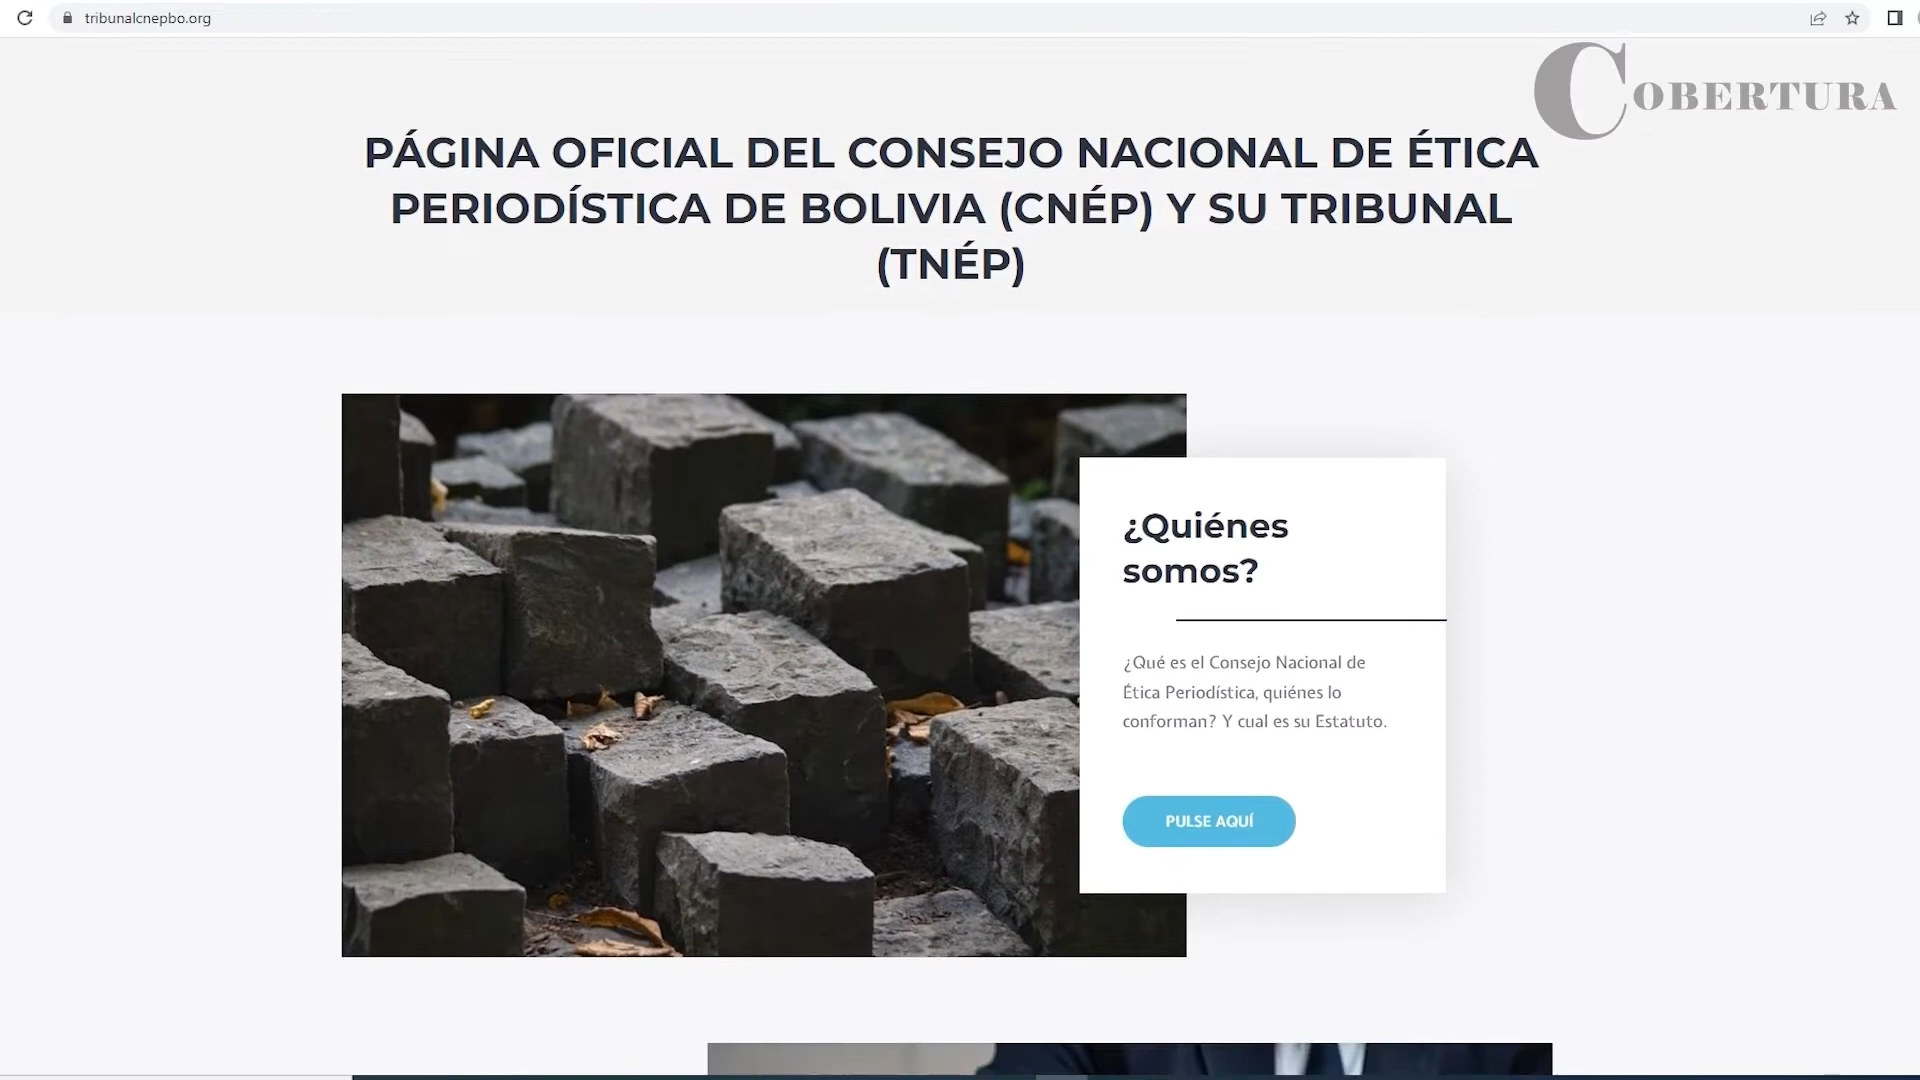 tribunalcnepbo.org
COBERTURA
PÁGINA OFICIAL DEL CONSEJO NACIONAL DE ÉTICA
PERIODÍSTICA DE BOLIVIA (CNÉP) Y SU TRIBUNAL
(TNÉP)
¿Quiénes
somos?
¿Qué es el Consejo Nacional de
Ética Periodística, quiénes lo
conforman? Y cual es su Estatuto.
PULSE AQUÍ